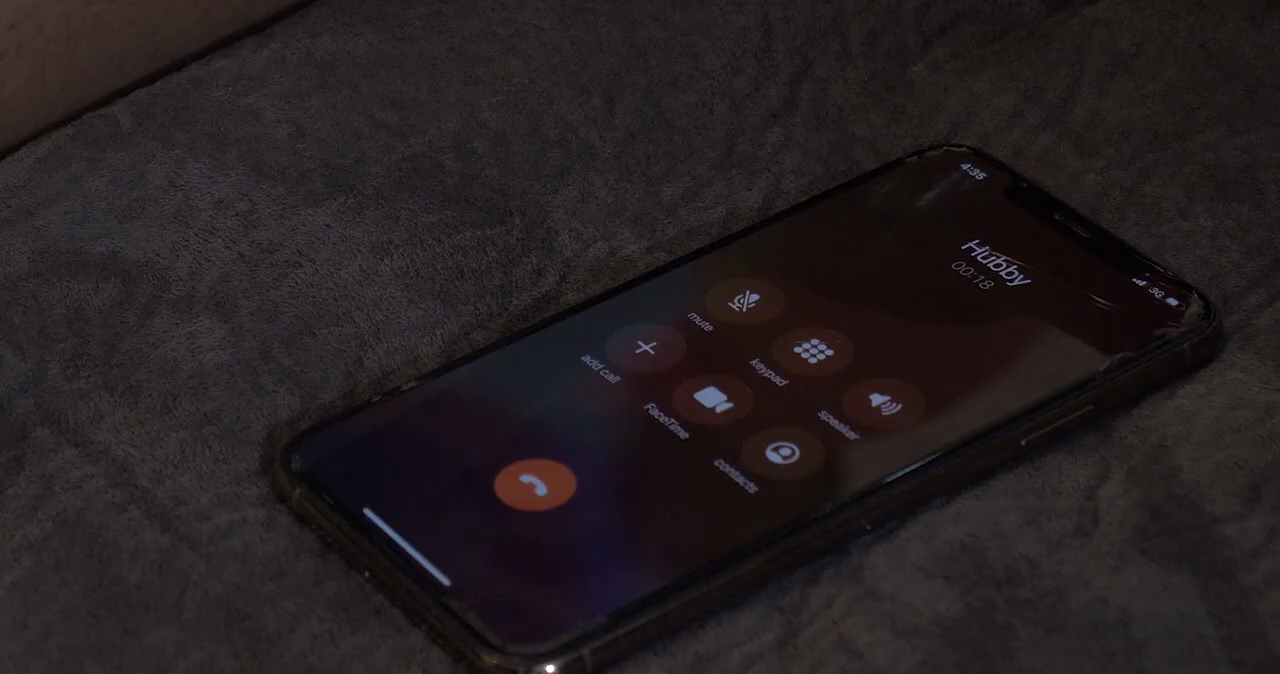 4:35
3G
Hubby
00:18
mute
keypad
speaker
add call
FaceTime
contacts